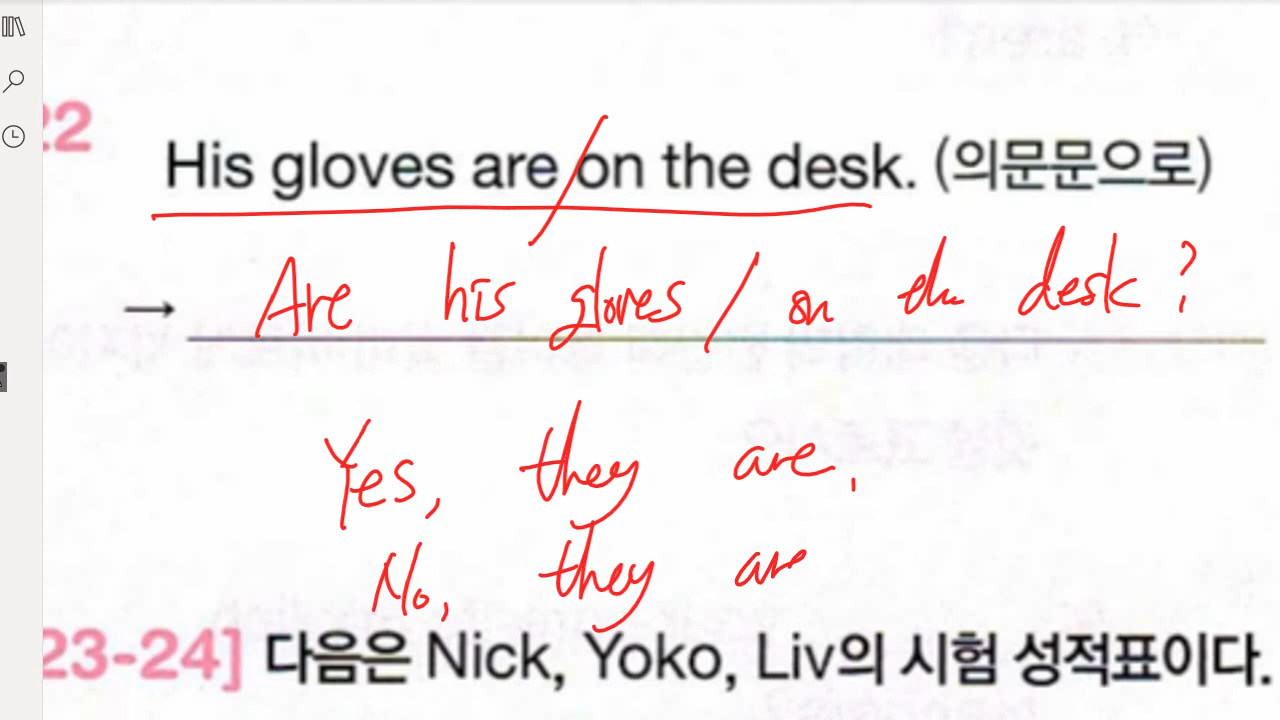 22 His gloves are on the desk. (의문문으로)
→ Are his gloves / on the desk ?
Yes, they are.
No, they are
23-24] 다음은 Nick, Yoko, Liv의 시험 성적표이다.